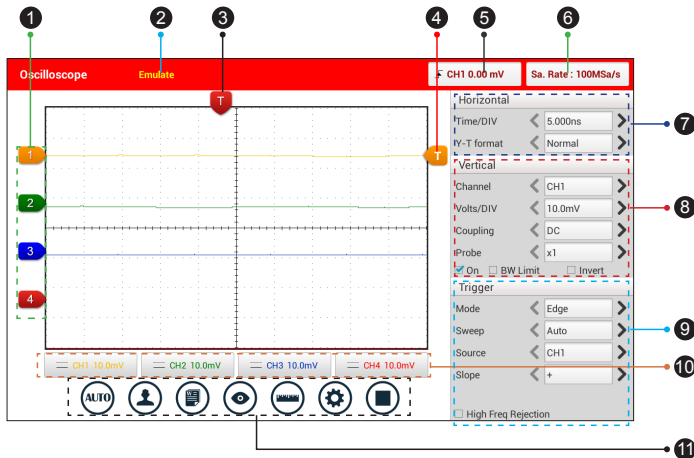 1 2 3 4 5 6
Oscilloscope Emulate CH1 0.00 mV Sa. Rate : 100MSa/s
T
Horizontal
Time/DIV 5.000ns
7
Y-T format Normal
1 T
Vertical
Channel CH1
2
Volts/DIV 10.0mV
8
Coupling DC
3
Probe x1
On BW Limit Invert
Trigger
4
Mode Edge
Sweep Auto
9
Source CH1
CH1 10.0mV CH2 10.0mV CH3 10.0mV CH4 10.0mV
10
Slope +
AUTO
High Freq Rejection
11